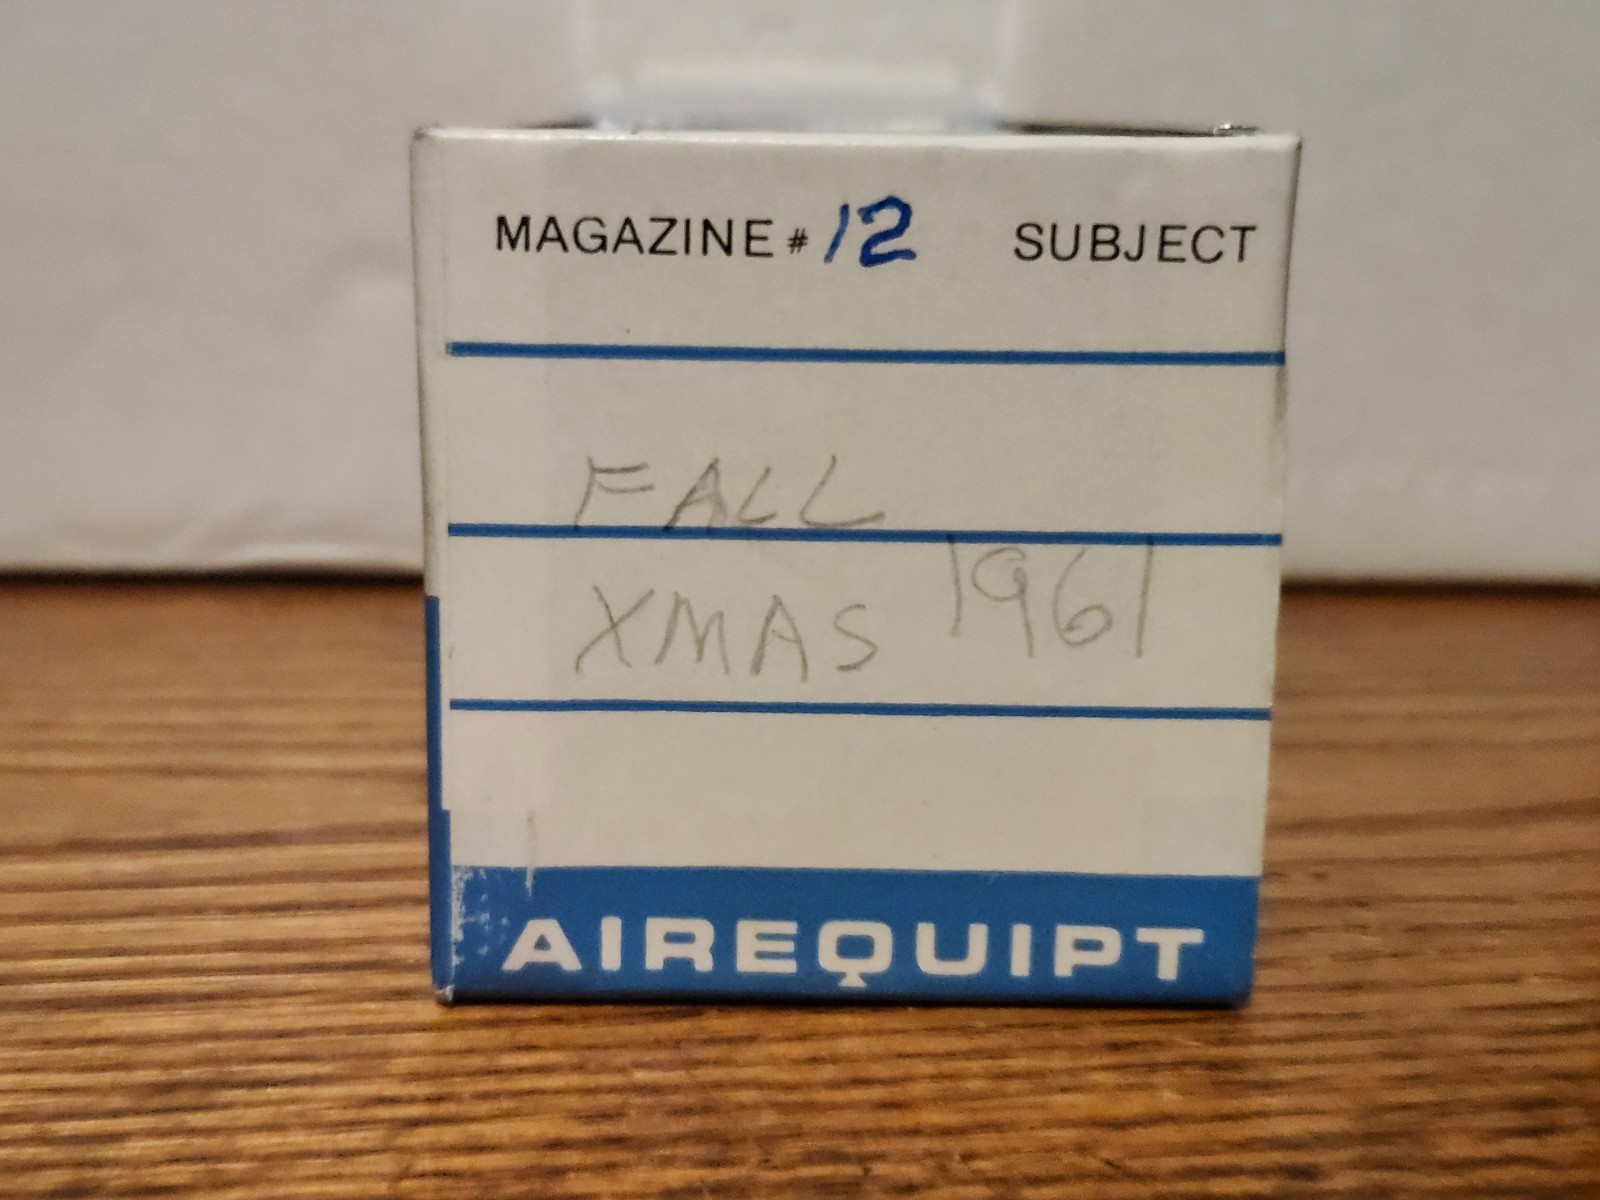 MAGAZINE # 12 SUBJECT
FALL
XMAS 1961
AIREQUIPT